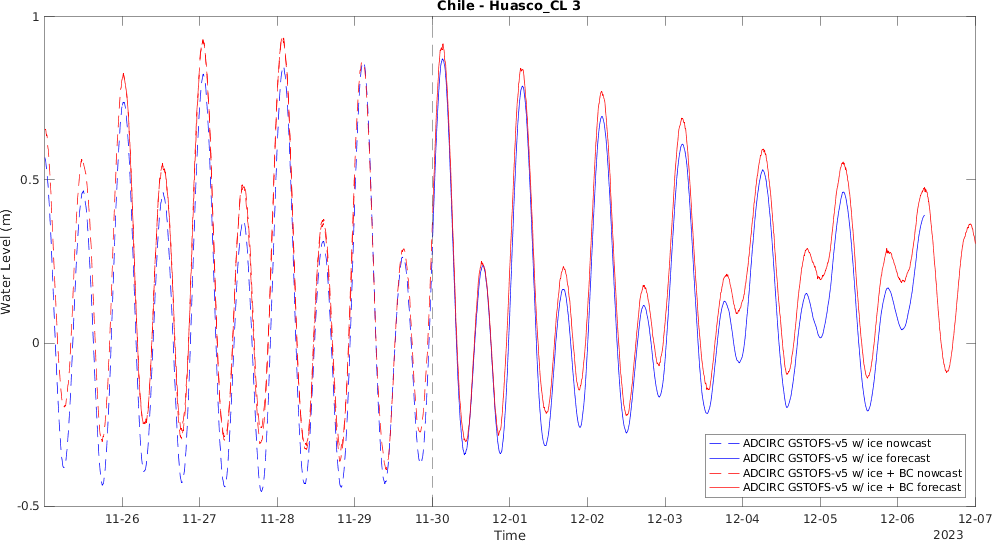 Chile - Huasco_CL 3
Water Level (m)
1
0.5
0
-0.5
11-26
11-27
11-28
11-29
11-30
12-01
12-02
12-03
12-04
12-05
12-06
12-07
Time
2023
ADCIRC GSTOFS-v5 w/ ice nowcast
ADCIRC GSTOFS-v5 w/ ice forecast
ADCIRC GSTOFS-v5 w/ ice + BC nowcast
ADCIRC GSTOFS-v5 w/ ice + BC forecast